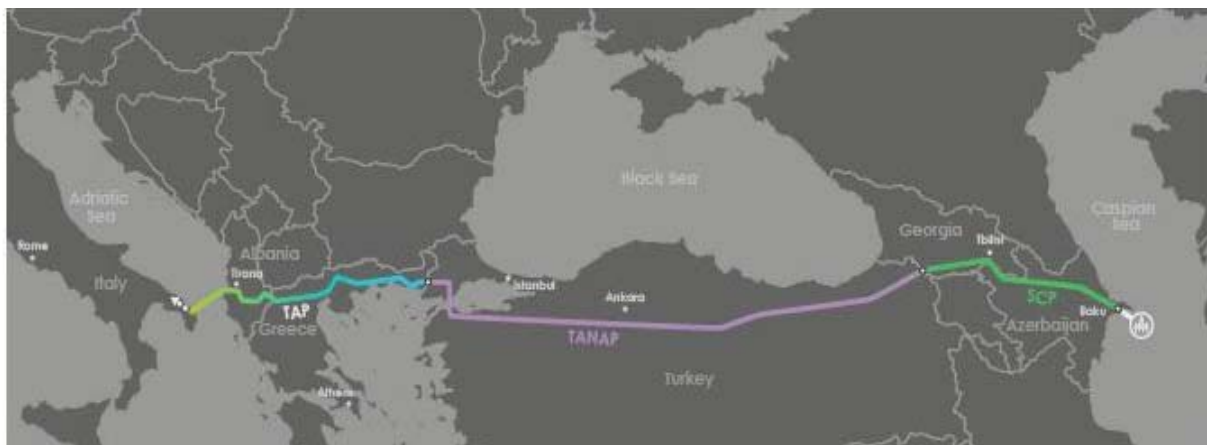 Adriatic
Sea
Rome
Italy
Albania
Tirana
TAP
Greece
Athens
Black Sea
Istanbul
Ankara
TANAP
Turkey
Georgia
Tbilisi
SCP
Azerbaijan
Baku
Caspian
Sea